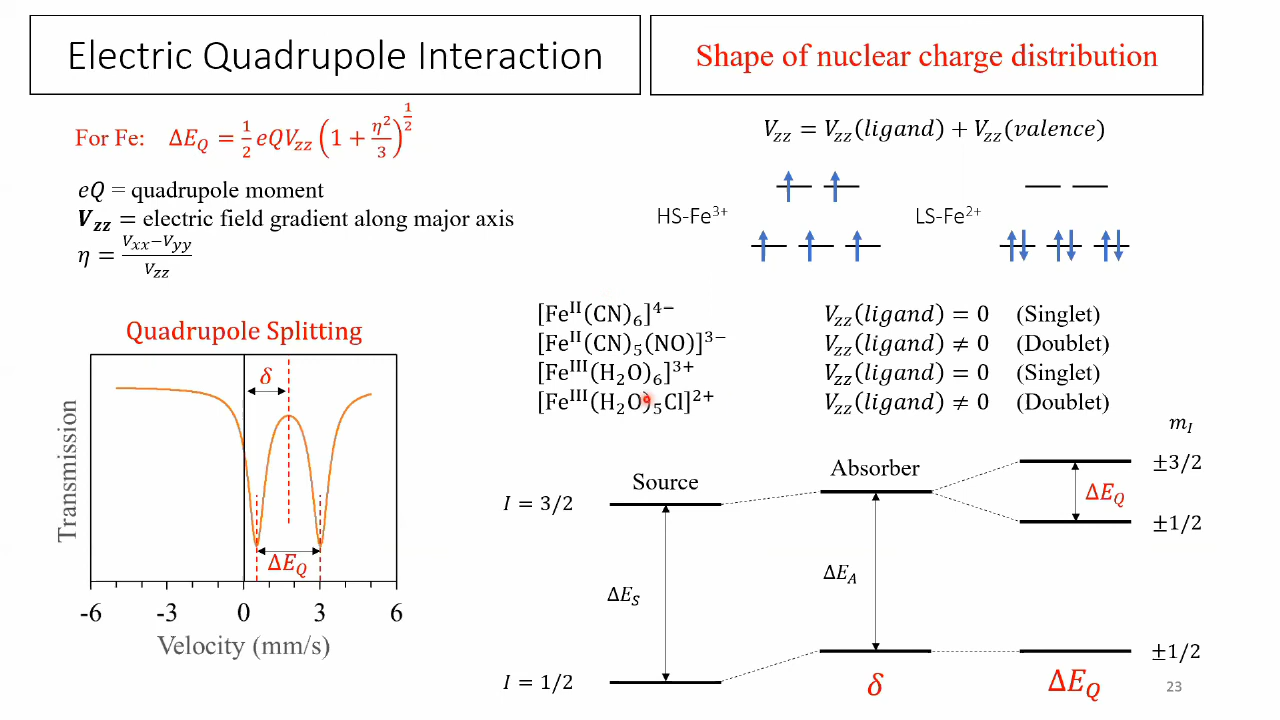 Electric Quadrupole Interaction
Shape of nuclear charge distribution
For Fe: ΔE_Q = 1/2 eQV_zz (1 + η²/3)^(1/2)
eQ = quadrupole moment
V_zz = electric field gradient along major axis
η = (V_xx−V_yy)/V_zz
V_zz = V_zz(ligand) + V_zz(valence)
HS-Fe³⁺
LS-Fe²⁺
[Fe^II(CN)₆]⁴⁻ V_zz(ligand) = 0 (Singlet)
[Fe^II(CN)₅(NO)]³⁻ V_zz(ligand) ≠ 0 (Doublet)
[Fe^III(H₂O)₆]³⁺ V_zz(ligand) = 0 (Singlet)
[Fe^III(H₂O)₅Cl]²⁺ V_zz(ligand) ≠ 0 (Doublet)
Quadrupole Splitting
δ
ΔE_Q
Transmission
-6 -3 0 3 6
Velocity (mm/s)
m_I
Source
Absorber
I = 3/2
±3/2
ΔE_Q
±1/2
ΔE_S
ΔE_A
±1/2
I = 1/2
δ
ΔE_Q
23